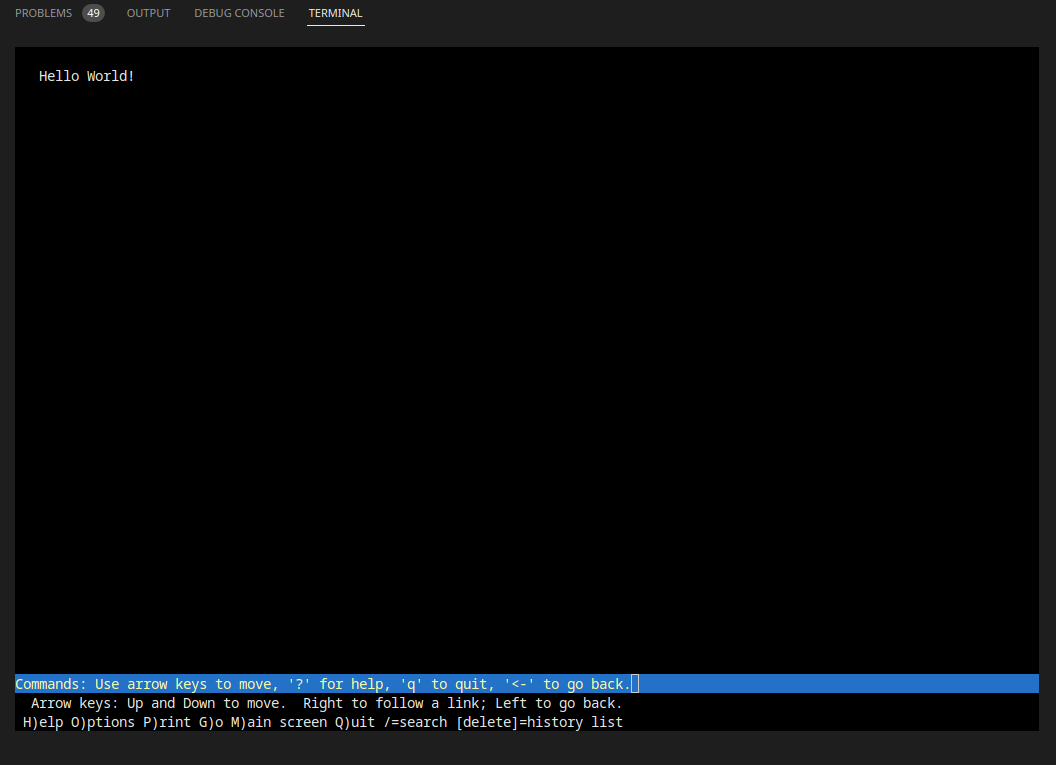 PROBLEMS 49 OUTPUT DEBUG CONSOLE TERMINAL
Hello World!
Commands: Use arrow keys to move, '?' for help, 'q' to quit, '<-' to go back.
Arrow keys: Up and Down to move.  Right to follow a link; Left to go back.
H)elp O)ptions P)rint G)o M)ain screen Q)uit /=search [delete]=history list